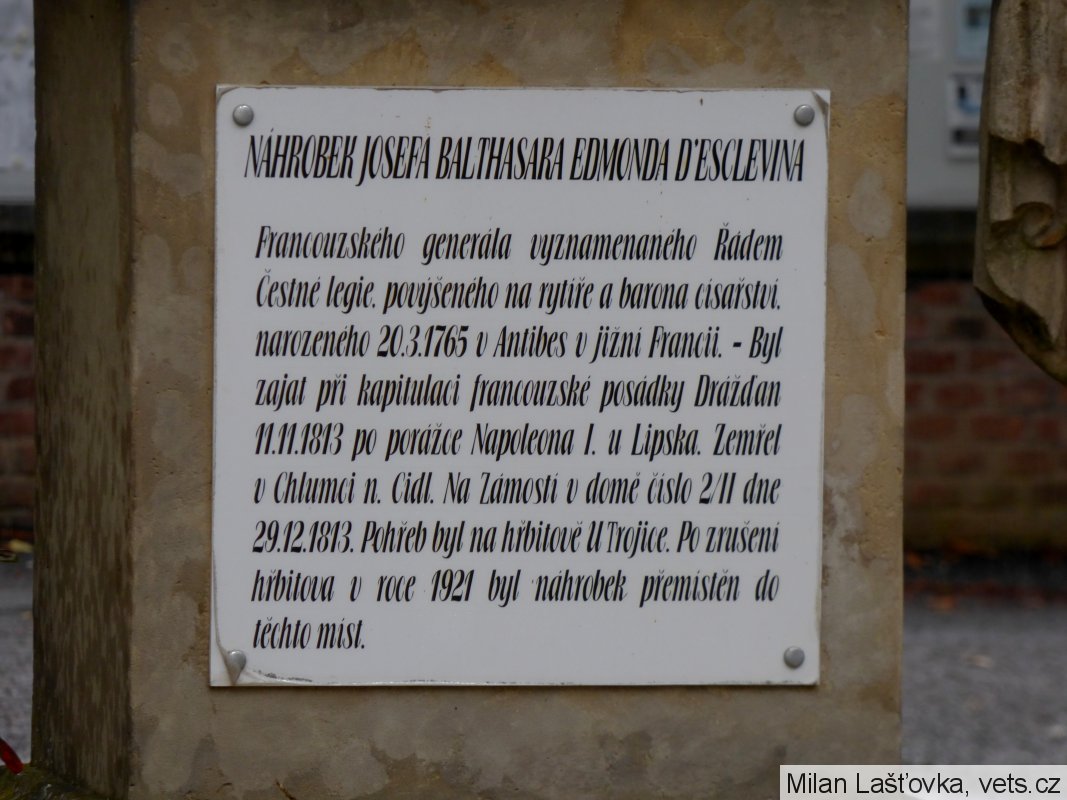 NÁHROBEK JOSEFA BALTHASARA EDMONDA D'ESCLEVINA
Francouzského generála vyznamenaného Řádem
Čestné legie, povýšeného na rytíře a barona císařství,
narozeného 20.3.1765 v Antibes v jižní Francii. - Byl
zajat při kapitulaci francouzské posádky Drážďan
11.11.1813 po porážce Napoleona I. u Lipska. Zemřel
v Chlumci n. Cidl. Na Zámostí v domě číslo 2/II dne
29.12.1813. Pohřeb byl na hřbitově U Trojice. Po zrušení
hřbitova v roce 1921 byl náhrobek přemístěn do
těchto míst.
Milan Lašťovka, vets.cz